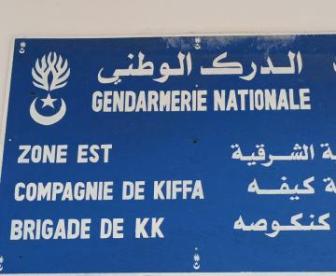 الدرك الوطني
GENDARMERIE NATIONALE
ZONE EST
الشرقية
COMPAGNIE DE KIFFA
كيفه
BRIGADE DE KK
كنكوصه